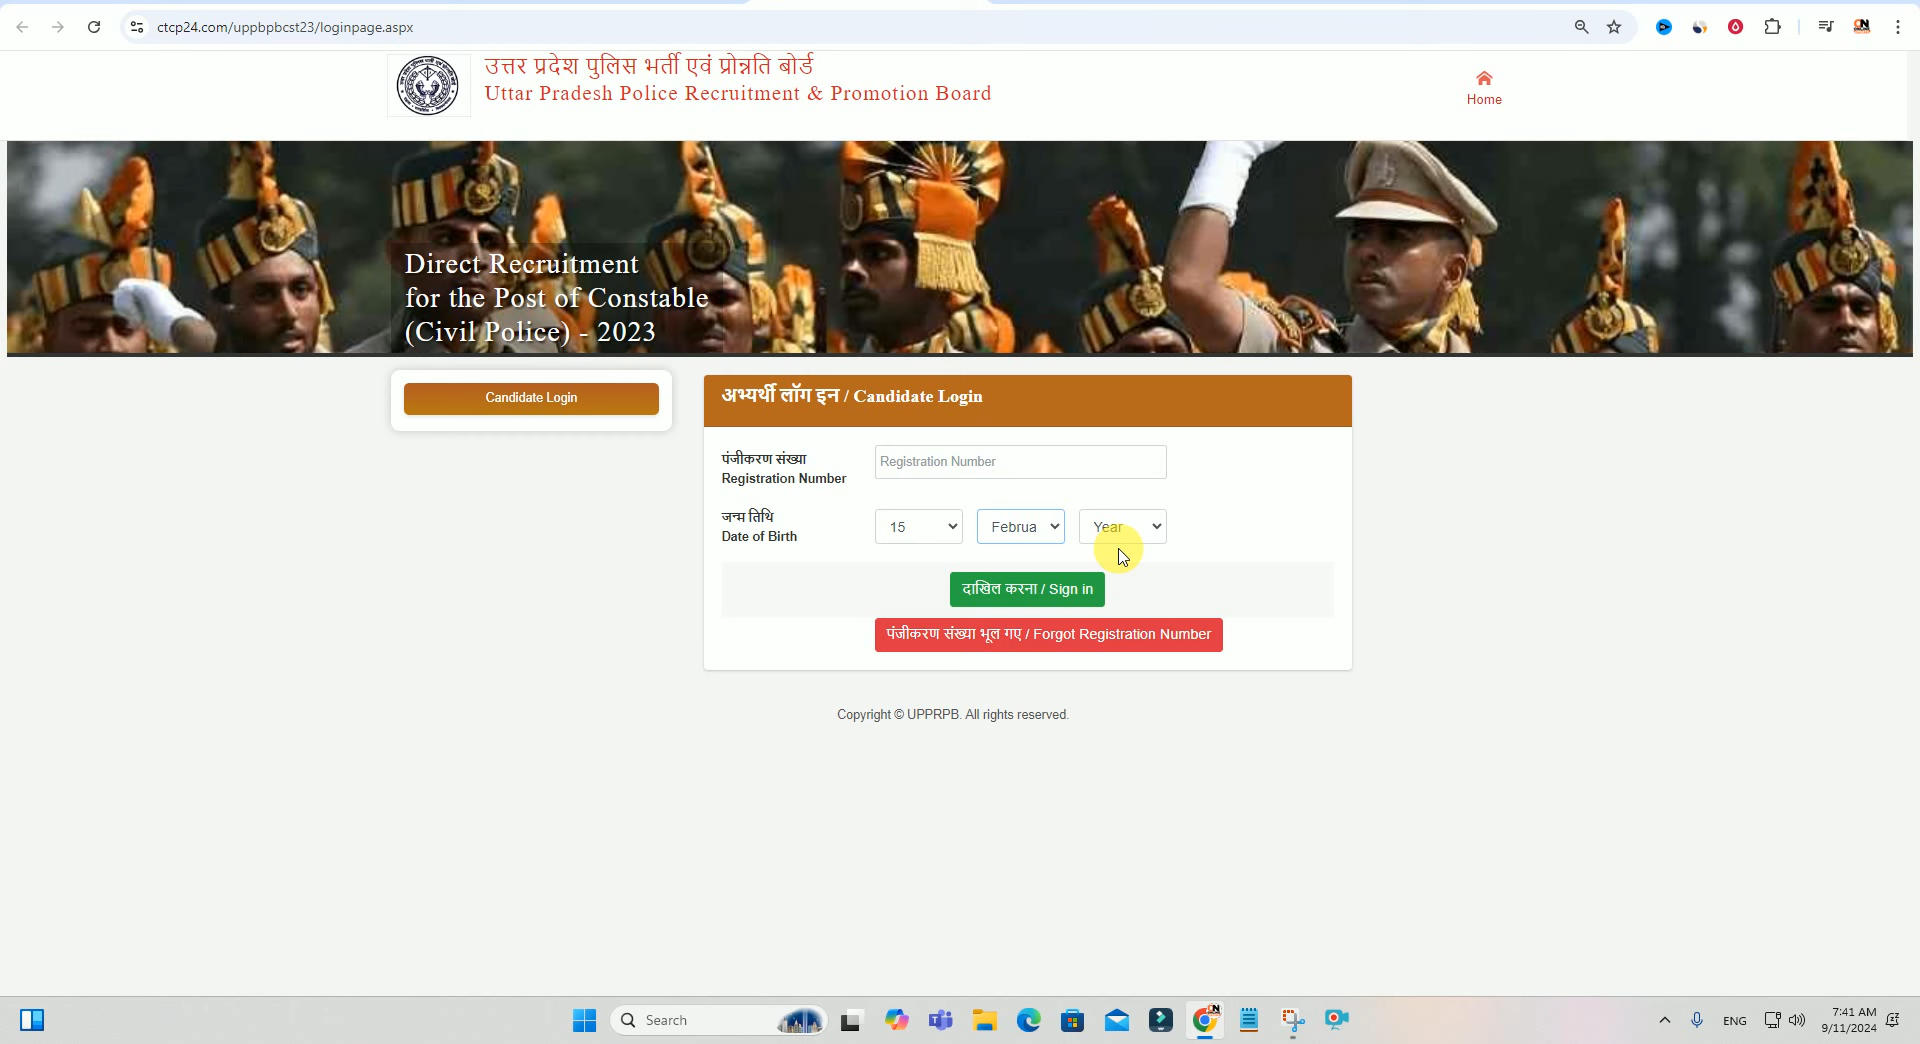 ctcp24.com/uppbpbcst23/loginpage.aspx
उत्तर प्रदेश पुलिस भर्ती एवं प्रोन्नति बोर्ड
Uttar Pradesh Police Recruitment & Promotion Board
Home
Direct Recruitment
for the Post of Constable
(Civil Police) - 2023
Candidate Login
अभ्यर्थी लॉग इन / Candidate Login
पंजीकरण संख्या
Registration Number
Registration Number
जन्म तिथि
Date of Birth
15
Februa
Year
दाखिल करना / Sign in
पंजीकरण संख्या भूल गए / Forgot Registration Number
Copyright © UPPRPB. All rights reserved.
Search
ENG
7:41 AM
9/11/2024